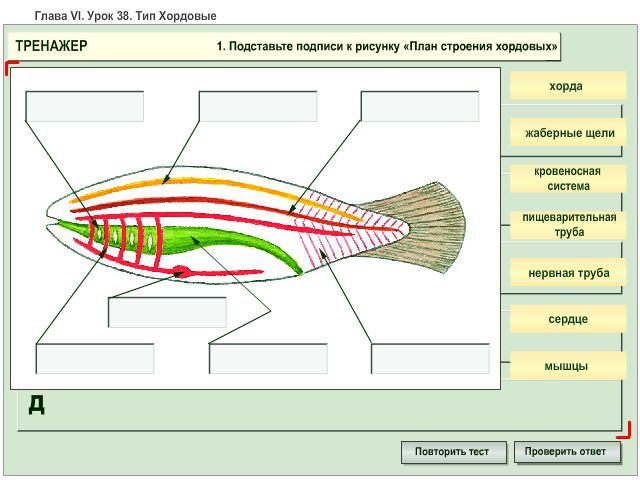 Глава VI. Урок 38. Тип Хордовые
ТРЕНАЖЕР
1. Подставьте подписи к рисунку «План строения хордовых»
хорда
жаберные щели
кровеносная
система
пищеварительная
труба
нервная труба
сердце
мышцы
Д
Повторить тест
Проверить ответ